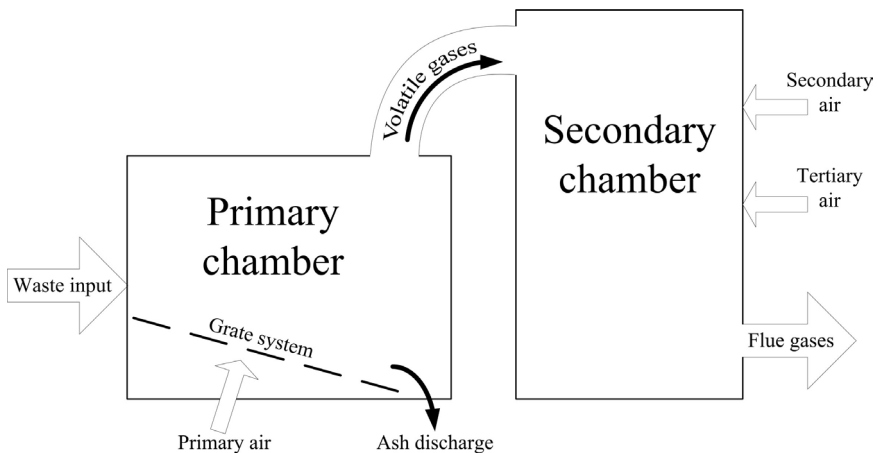 Volatile gases
Secondary
air
Secondary
chamber
Tertiary
air
Primary
chamber
Waste input
Grate system
Flue gases
Primary air
Ash discharge